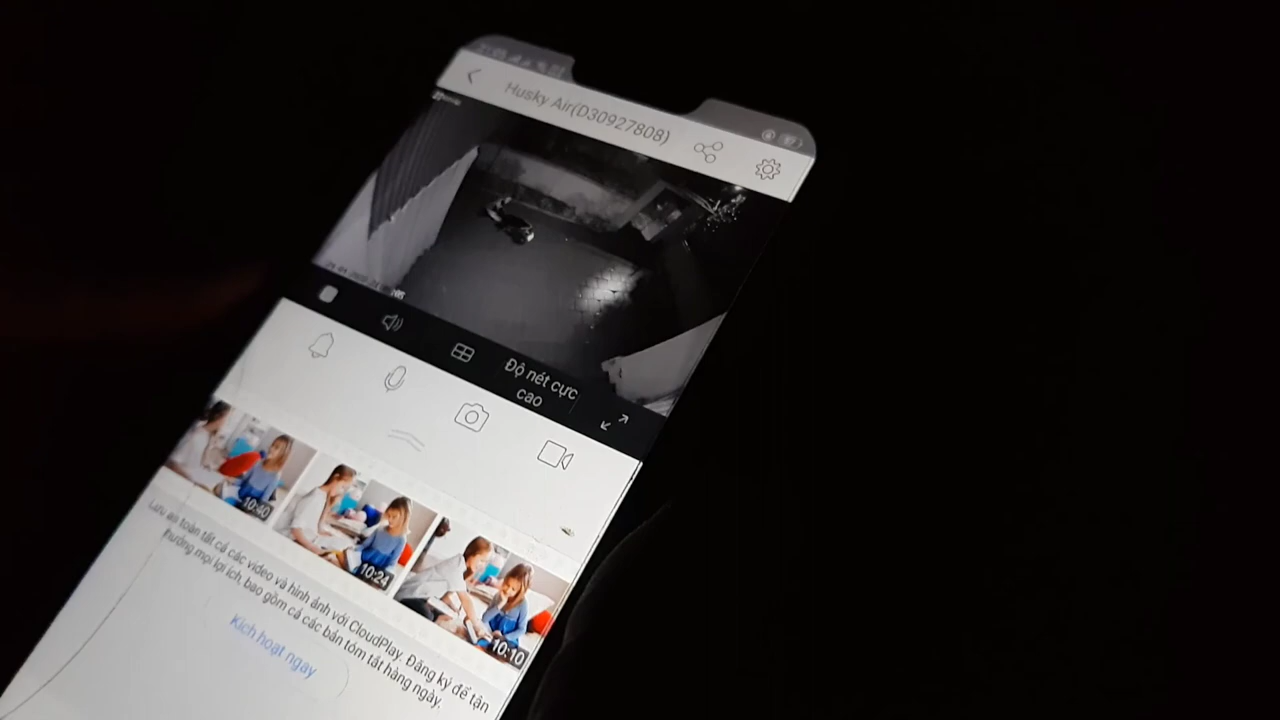 Husky Air(D30927808)
Độ nét cực
cao
10:40
10:24
10:10
Lưu an toàn tất cả các video và hình ảnh với CloudPlay. Đăng ký để tận
hưởng mọi lợi ích, bao gồm cả các bản tóm tắt hàng ngày.
Kích hoạt ngay